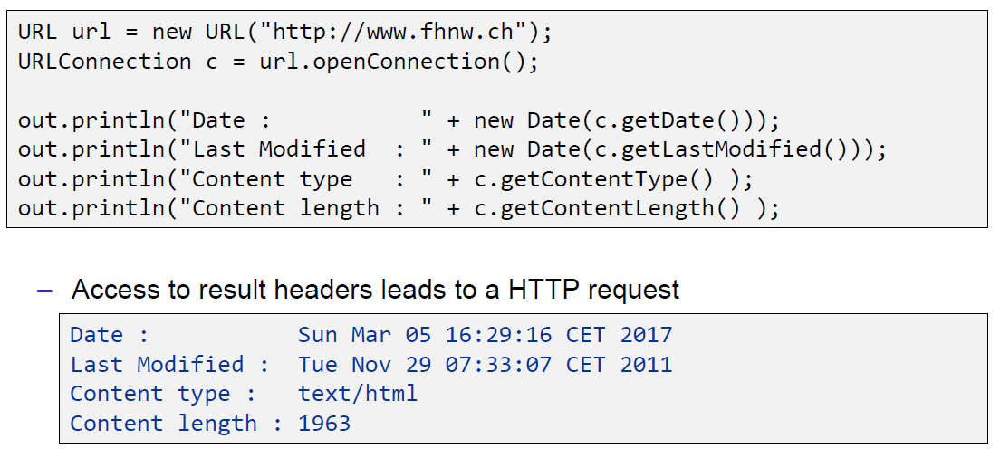 URL url = new URL("http://www.fhnw.ch");
URLConnection c = url.openConnection();
out.println("Date :           " + new Date(c.getDate()));
out.println("Last Modified  : " + new Date(c.getLastModified()));
out.println("Content type   : " + c.getContentType() );
out.println("Content length : " + c.getContentLength() );
– Access to result headers leads to a HTTP request
Date :           Sun Mar 05 16:29:16 CET 2017
Last Modified :  Tue Nov 29 07:33:07 CET 2011
Content type :   text/html
Content length : 1963